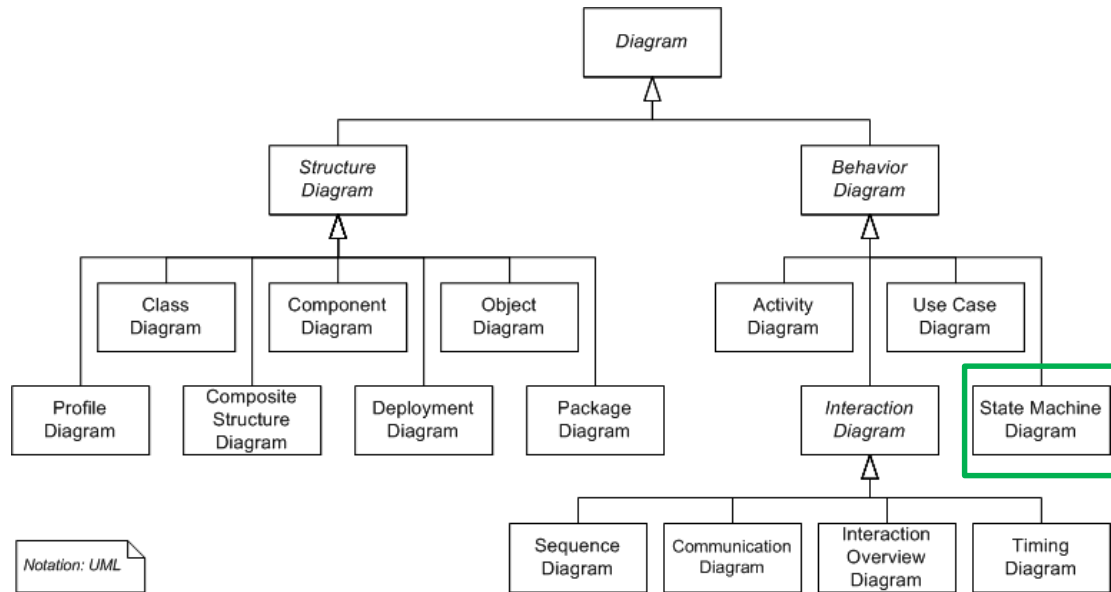 Diagram
Structure
Diagram
Behavior
Diagram
Class
Diagram
Component
Diagram
Object
Diagram
Activity
Diagram
Use Case
Diagram
Profile
Diagram
Composite
Structure
Diagram
Deployment
Diagram
Package
Diagram
Interaction
Diagram
State Machine
Diagram
Sequence
Diagram
Communication
Diagram
Interaction
Overview
Diagram
Timing
Diagram
Notation: UML